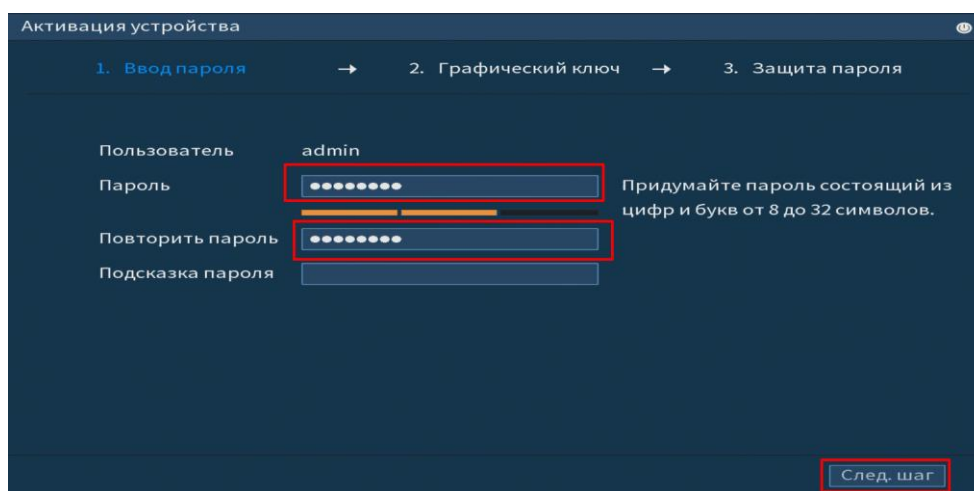 Активация устройства
1. Ввод пароля → 2. Графический ключ → 3. Защита пароля
Пользователь admin
Пароль ●●●●●●●● Придумайте пароль состоящий из
цифр и букв от 8 до 32 символов.
Повторить пароль ●●●●●●●●
Подсказка пароля
След. шаг